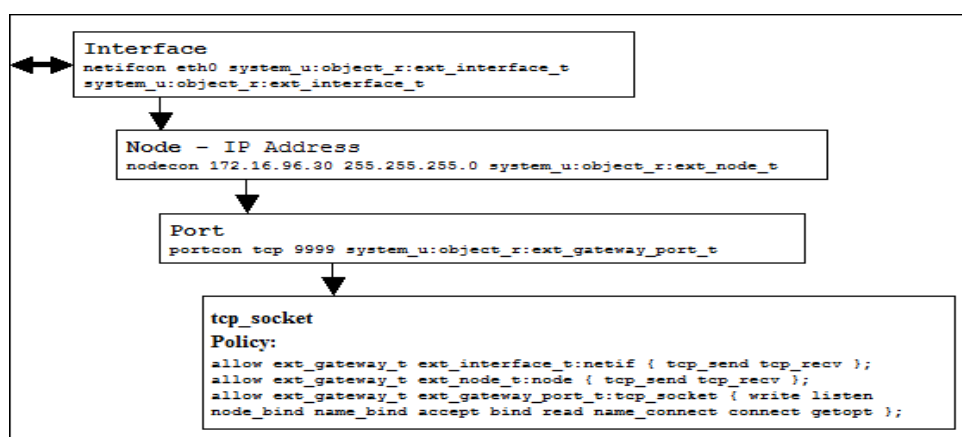 Interface
netifcon eth0 system_u:object_r:ext_interface_t
system_u:object_r:ext_interface_t
Node – IP Address
nodecon 172.16.96.30 255.255.255.0 system_u:object_r:ext_node_t
Port
portcon tcp 9999 system_u:object_r:ext_gateway_port_t
tcp_socket
Policy:
allow ext_gateway_t ext_interface_t:netif { tcp_send tcp_recv };
allow ext_gateway_t ext_node_t:node { tcp_send tcp_recv };
allow ext_gateway_t ext_gateway_port_t:tcp_socket { write listen
node_bind name_bind accept bind read name_connect connect getopt };